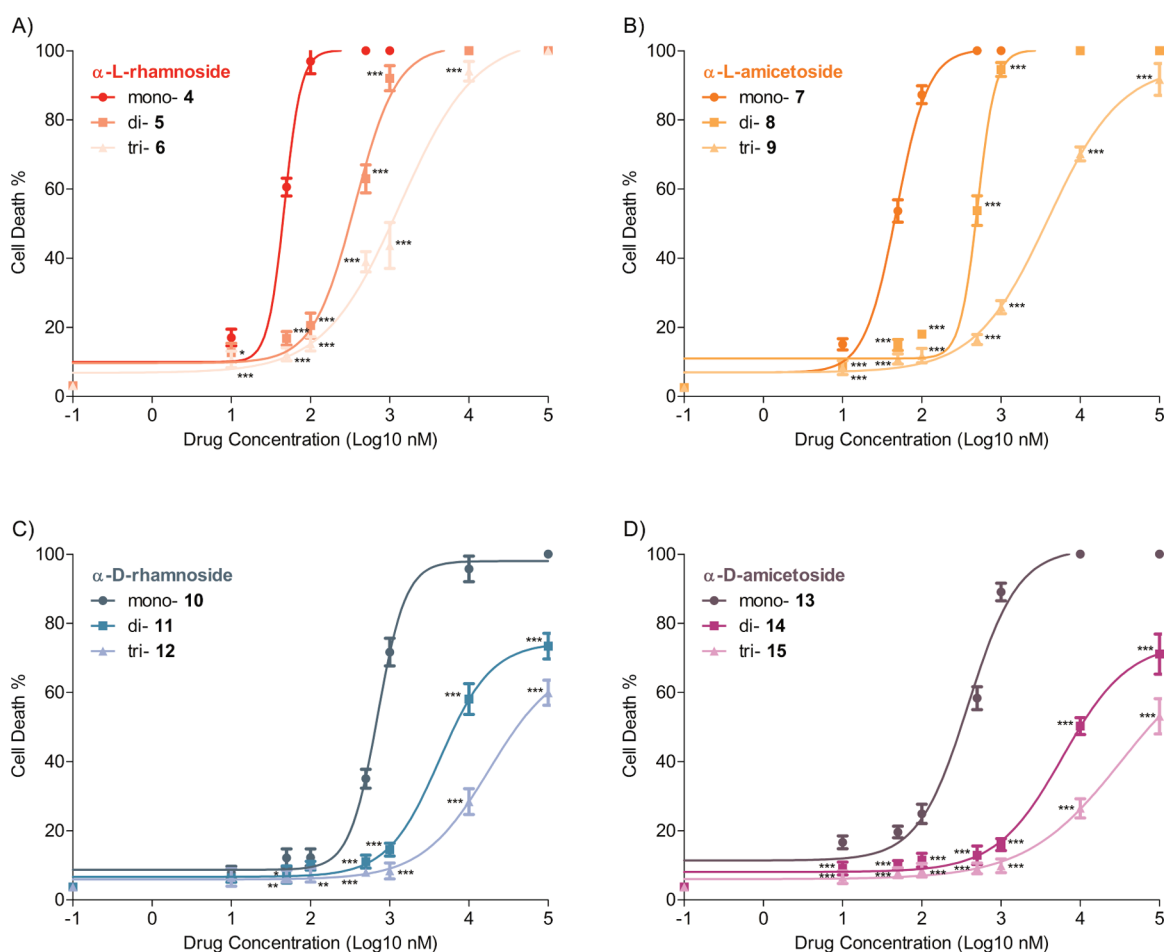 A)
α-L-rhamnoside
mono- 4
di- 5
tri- 6
Cell Death %
100
80
60
40
20
0
-1 0 1 2 3 4 5
Drug Concentration (Log10 nM)
*** *** *** *** *** *** *** *** *** * ***
B)
α-L-amicetoside
mono- 7
di- 8
tri- 9
Cell Death %
100
80
60
40
20
0
-1 0 1 2 3 4 5
Drug Concentration (Log10 nM)
*** *** *** *** *** *** *** *** *** *** ***
C)
α-D-rhamnoside
mono- 10
di- 11
tri- 12
Cell Death %
100
80
60
40
20
0
-1 0 1 2 3 4 5
Drug Concentration (Log10 nM)
*** *** *** *** *** *** *** *** * ** **
D)
α-D-amicetoside
mono- 13
di- 14
tri- 15
Cell Death %
100
80
60
40
20
0
-1 0 1 2 3 4 5
Drug Concentration (Log10 nM)
*** *** *** *** *** *** *** *** *** *** *** *** *** ***